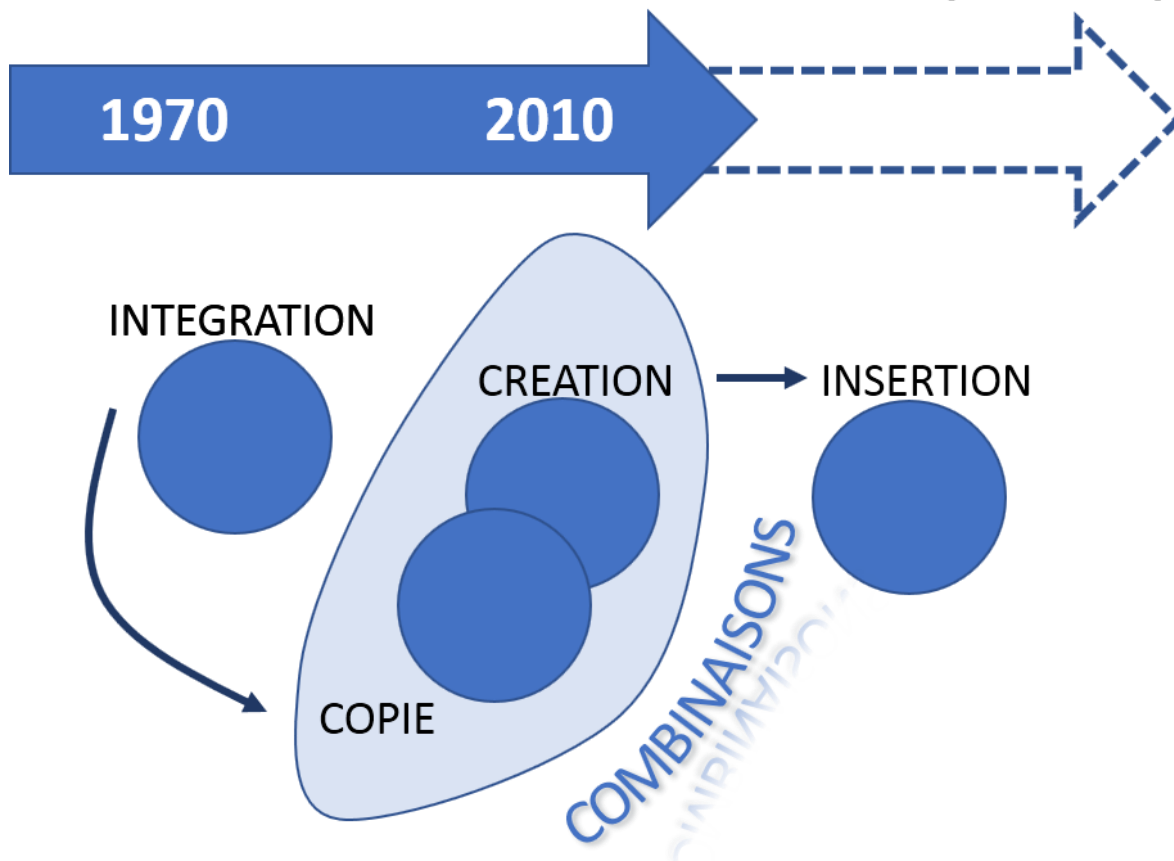 1970 2010
INTEGRATION
CREATION
INSERTION
COPIE
COMBINAISONS